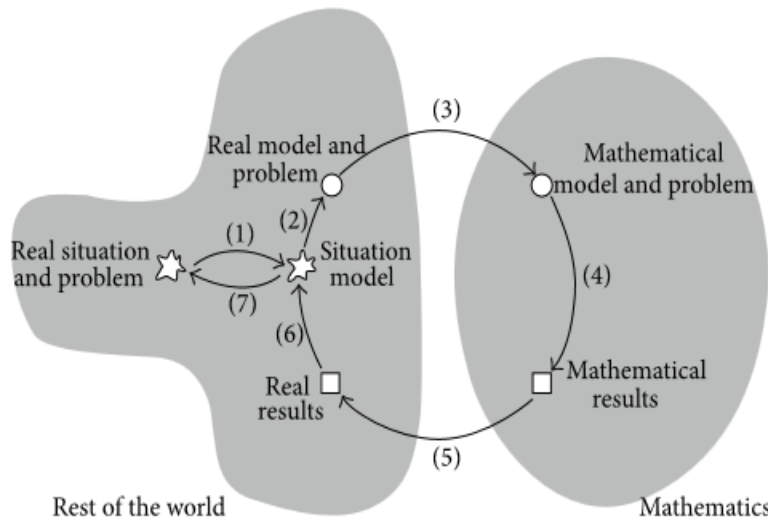 (3)
Real model and
problem
Mathematical
model and problem
(2)
(1)
Real situation
and problem
Situation
model
(7)
(4)
(6)
Real
results
Mathematical
results
(5)
Rest of the world
Mathematics